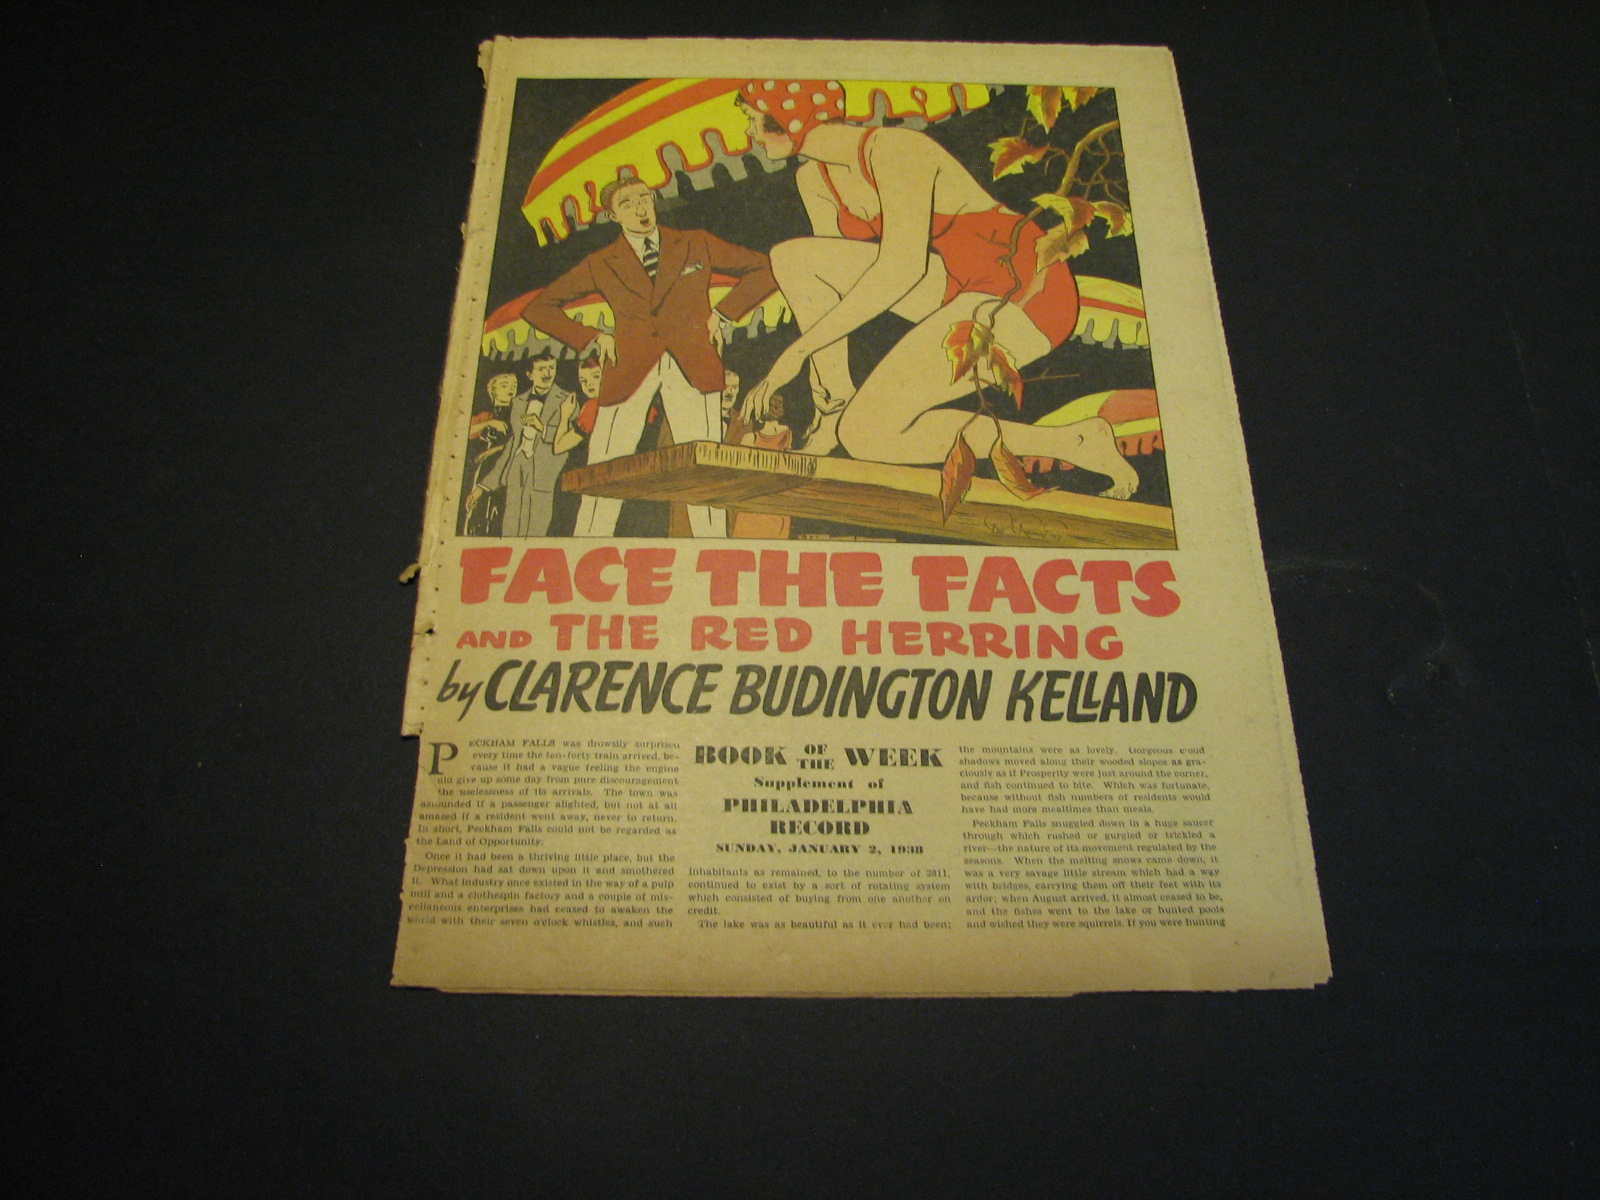 FACE THE FACTS
AND THE RED HERRING
by CLARENCE BUDINGTON KELLAND
PECKHAM FALLS was drowsily surprised
every time the ten-forty train arrived, be-
cause it had a vague feeling the engine
uld give up some day from pure discouragement
the uselessness of its arrivals. The town was
astounded if a passenger alighted, but not at all
amazed if a resident went away, never to return.
In short, Peckham Falls could not be regarded as
the Land of Opportunity.
Once it had been a thriving little place, but the
Depression had sat down upon it and smothered
it. What industry once existed in the way of a pulp
mill and a clothespin factory and a couple of mis-
cellaneous enterprises had ceased to awaken the
world with their seven o'clock whistles, and such
BOOK OF THE WEEK
Supplement of
PHILADELPHIA
RECORD
SUNDAY, JANUARY 2, 1938
inhabitants as remained, to the number of 2811,
continued to exist by a sort of rotating system
which consisted of buying from one another on
credit.
The lake was as beautiful as it ever had been;
the mountains were as lovely. Gorgeous cloud
shadows moved along their wooded slopes as gra-
ciously as if Prosperity were just around the corner,
and fish continued to bite. Which was fortunate,
because without fish numbers of residents would
have had more mealtimes than meals.
Peckham Falls snuggled down in a huge saucer
through which rushed or gurgled or trickled a
river—the nature of its movement regulated by the
seasons. When the melting snows came down, it
was a very savage little stream which had a way
with bridges, carrying them off their feet with its
ardor; when August arrived, it almost ceased to be,
and the fishes went to the lake or hunted pools
and wished they were squirrels. If you were hunting